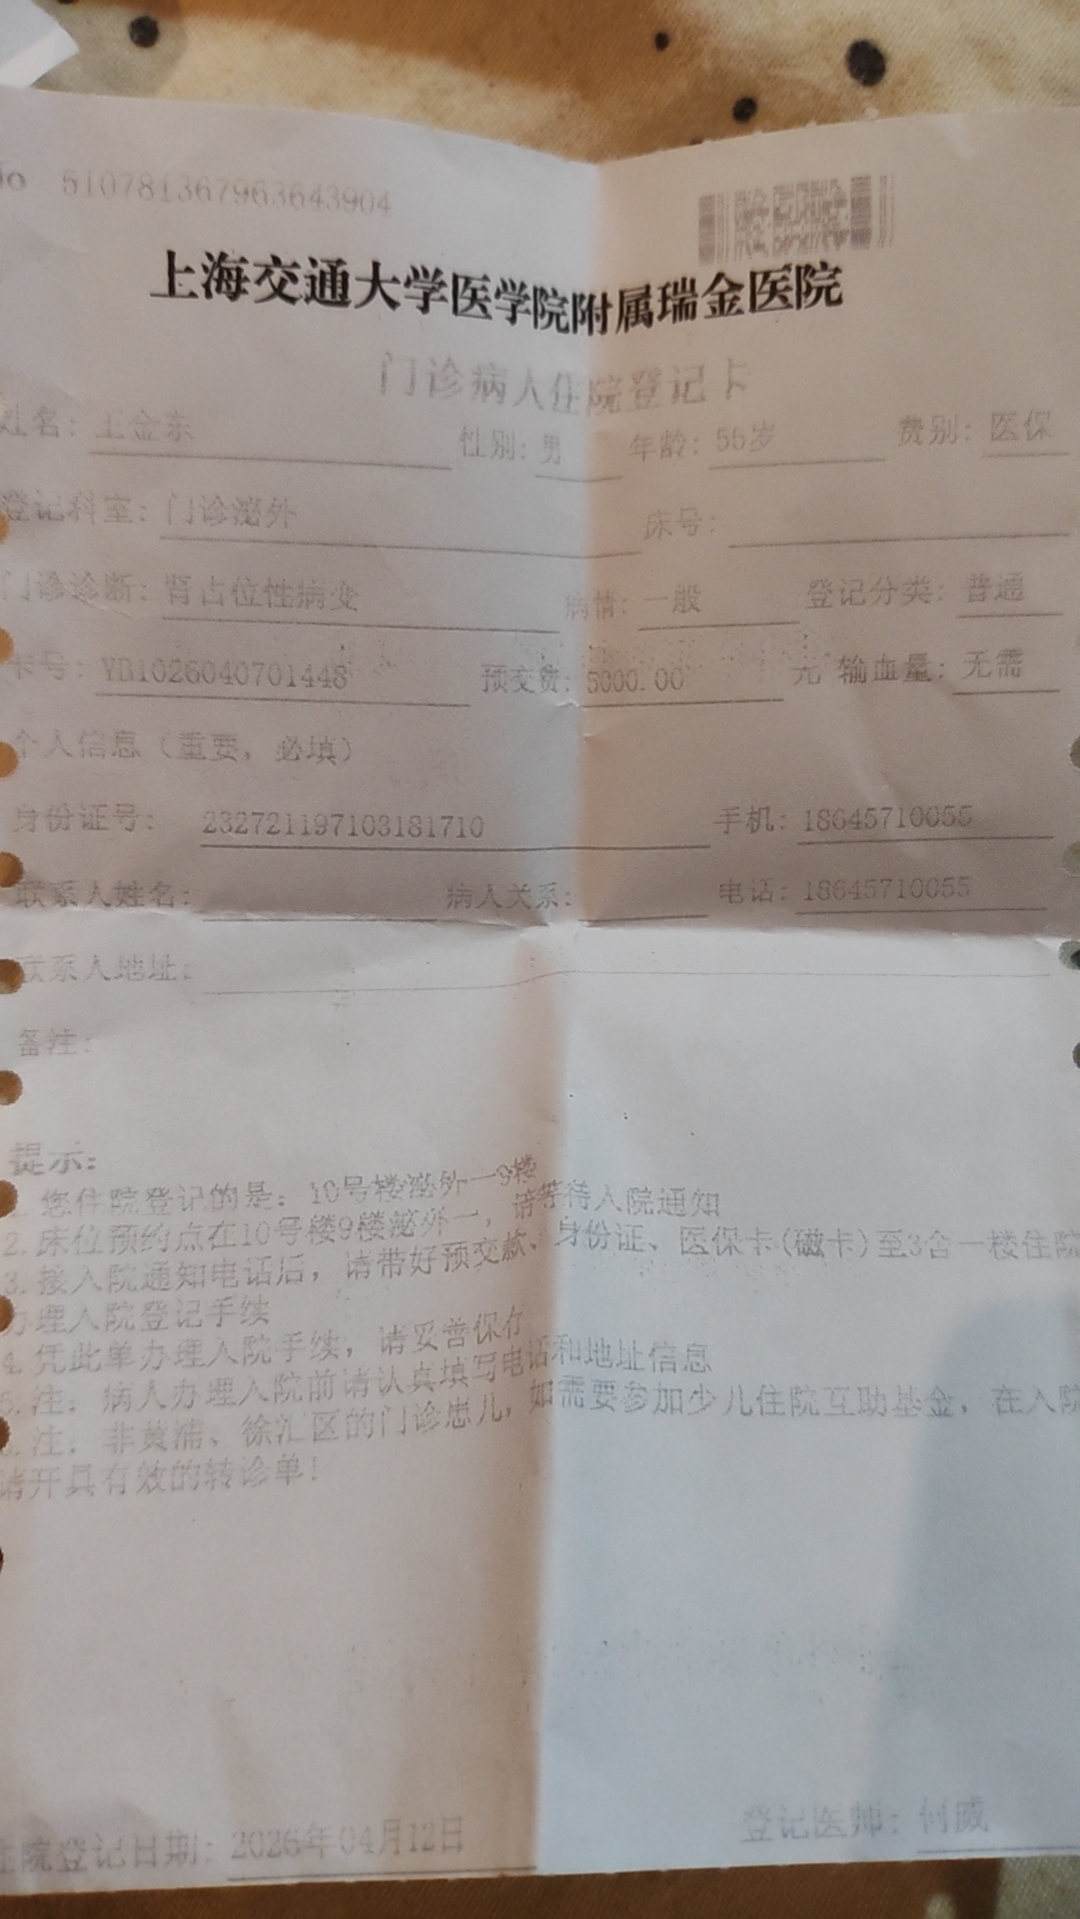 No 510781367963643904
上海交通大学医学院附属瑞金医院
门诊病人住院登记卡
姓名: 王金东 性别: 男 年龄: 55岁 费别: 医保
登记科室: 门诊泌外 床号:
门诊诊断: 肾占位性病变 病情: 一般 登记分类: 普通
卡号: YB1026040701448 预交费: 5000.00 元 输血量: 无需
个人信息（重要, 必填）
身份证号: 232721197103181710 手机: 18645710055
联系人姓名: 病人关系: 电话: 18645710055
联系人地址:
备注:
提示:
1. 您住院登记的是: 10号楼泌外一9楼
2. 床位预约点在10号楼9楼泌外一, 请等待入院通知
3. 接入院通知电话后, 请带好预交款、身份证、医保卡(磁卡)至3舍一楼住院
办理入院登记手续
4. 凭此单办理入院手续, 请妥善保存
5. 注: 病人办理入院前请认真填写电话和地址信息
6. 注: 非黄浦、徐汇区的门诊患儿, 如需要参加少儿住院互助基金, 在入院
请开具有效的转诊单!
住院登记日期: 2026年04月12日 登记医师: 何威